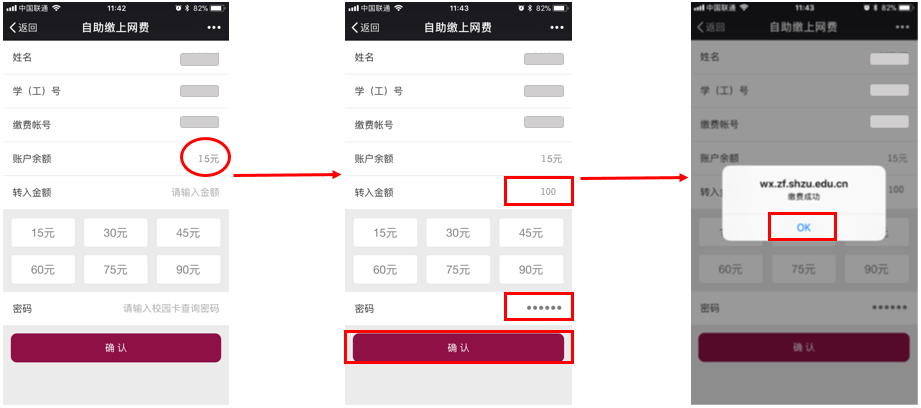 中国联通 11:42 82%
返回 自助缴上网费 •••
姓名
学（工）号
缴费帐号
账户余额 15元
转入金额 请输入金额
15元 30元 45元
60元 75元 90元
密码 请输入校园卡查询密码
确认
中国联通 11:43 82%
返回 自助缴上网费 •••
姓名
学（工）号
缴费帐号
账户余额 15元
转入金额 100
15元 30元 45元
60元 75元 90元
密码 ••••••
确认
中国联通 11:43 82%
返回 自助缴上网费 •••
姓名
学（工）号
缴费帐号
账户余额 15元
wx.zf.shzu.edu.cn
缴费成功
转入 100
OK
60元 75元 90元
密码 ••••••
确认